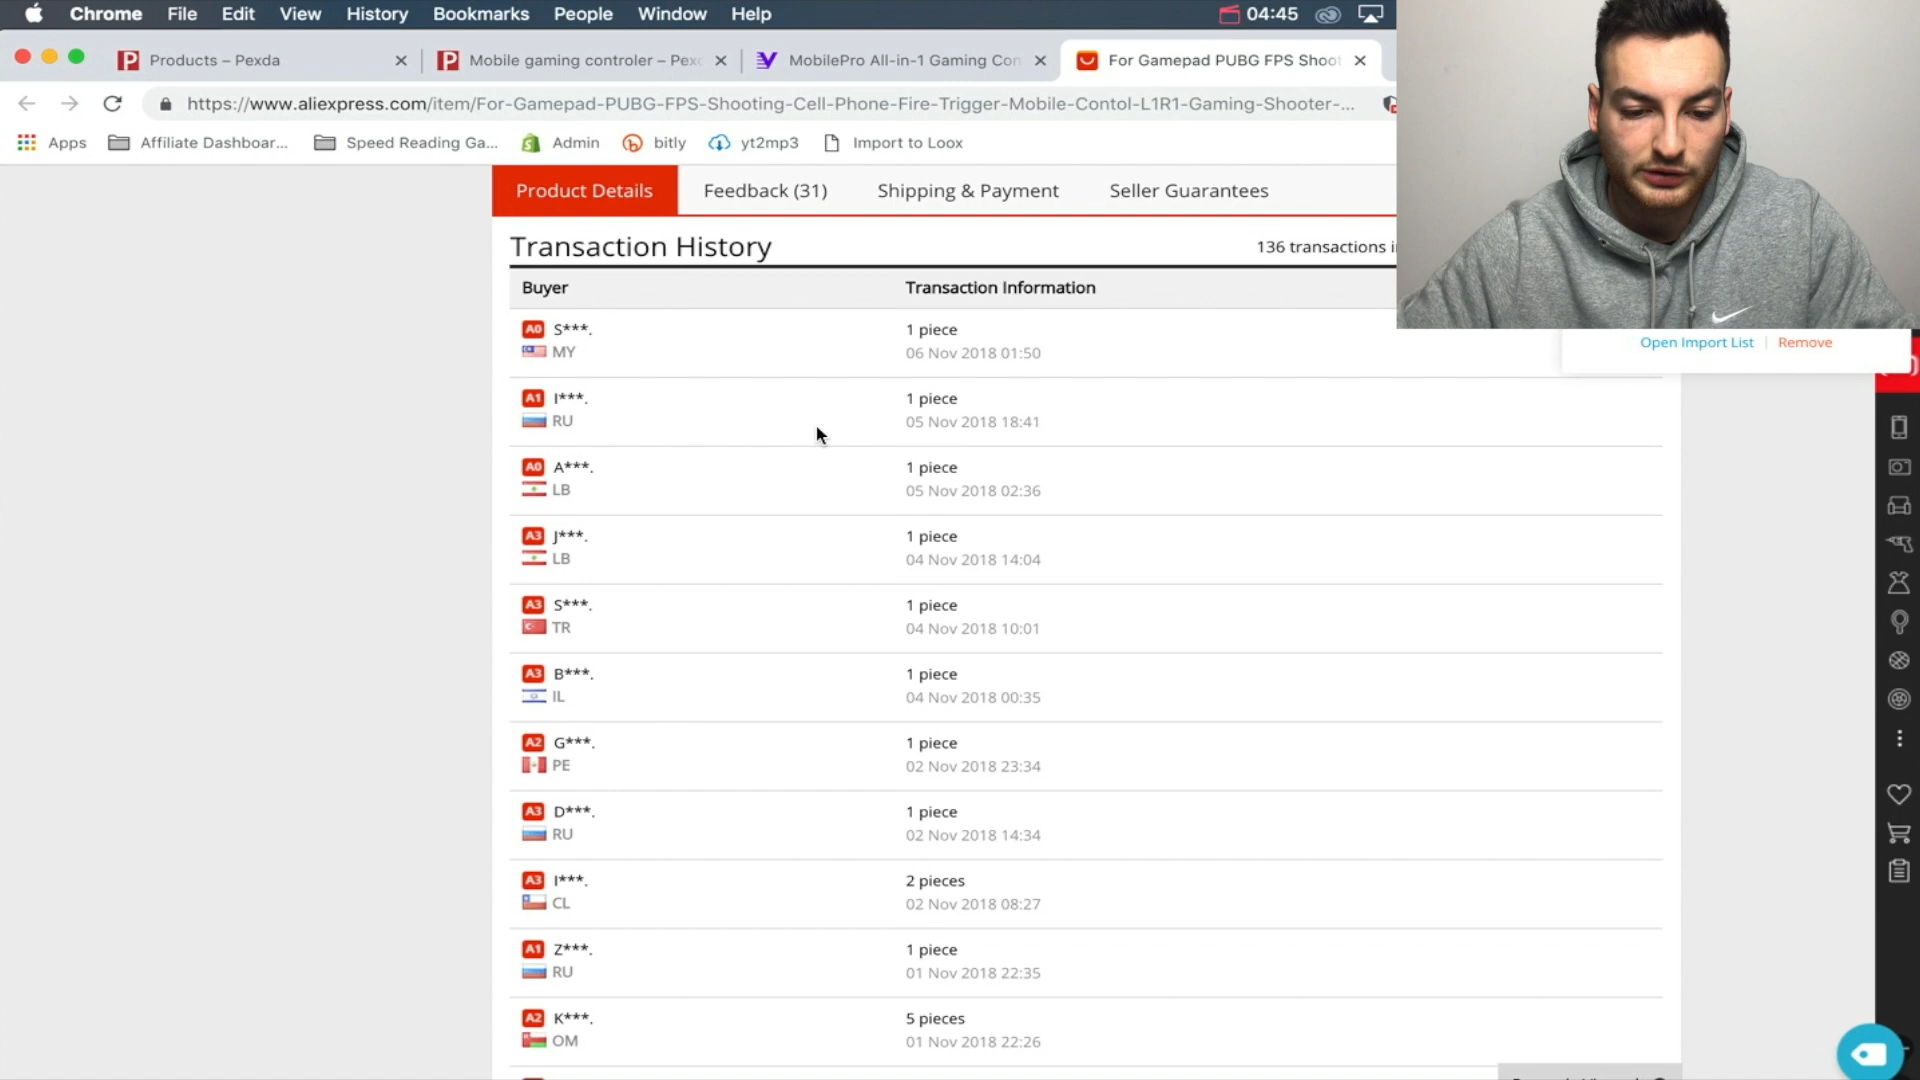 Chrome File Edit View History Bookmarks People Window Help 04:45
Products – Pexda
Mobile gaming controler – Pex
MobilePro All-in-1 Gaming Con
For Gamepad PUBG FPS Shoot
https://www.aliexpress.com/item/For-Gamepad-PUBG-FPS-Shooting-Cell-Phone-Fire-Trigger-Mobile-Contol-L1R1-Gaming-Shooter-...
Apps Affiliate Dashboar... Speed Reading Ga... Admin bitly yt2mp3 Import to Loox
Product Details Feedback (31) Shipping & Payment Seller Guarantees
Transaction History 136 transactions i
Buyer Transaction Information
A0 S***. 1 piece
MY 06 Nov 2018 01:50
Open Import List | Remove
A1 I***. 1 piece
RU 05 Nov 2018 18:41
A0 A***. 1 piece
LB 05 Nov 2018 02:36
A3 J***. 1 piece
LB 04 Nov 2018 14:04
A3 S***. 1 piece
TR 04 Nov 2018 10:01
A3 B***. 1 piece
IL 04 Nov 2018 00:35
A2 G***. 1 piece
PE 02 Nov 2018 23:34
A3 D***. 1 piece
RU 02 Nov 2018 14:34
A3 I***. 2 pieces
CL 02 Nov 2018 08:27
A1 Z***. 1 piece
RU 01 Nov 2018 22:35
A2 K***. 5 pieces
OM 01 Nov 2018 22:26